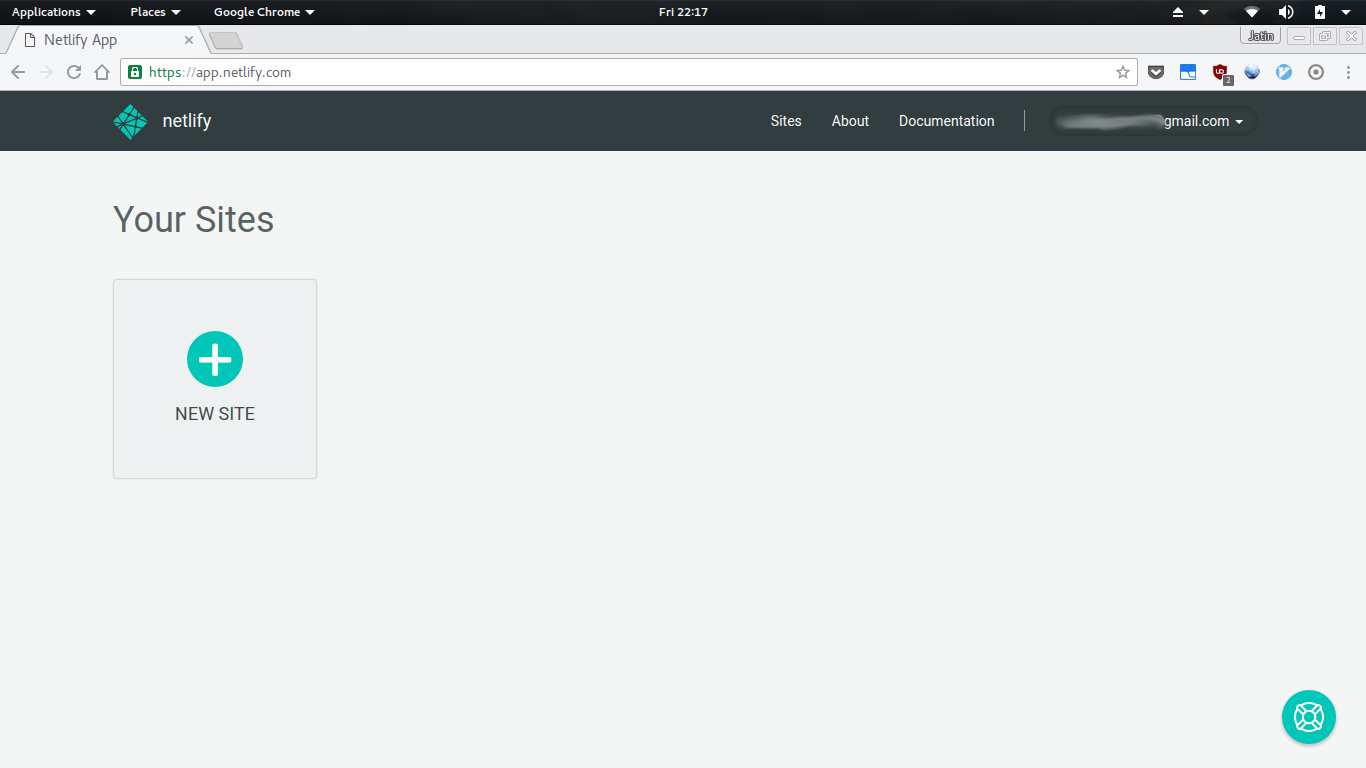 Applications Places Google Chrome Fri 22:17
Netlify App Jatin
https://app.netlify.com 2
netlify Sites About Documentation gmail.com
Your Sites
NEW SITE